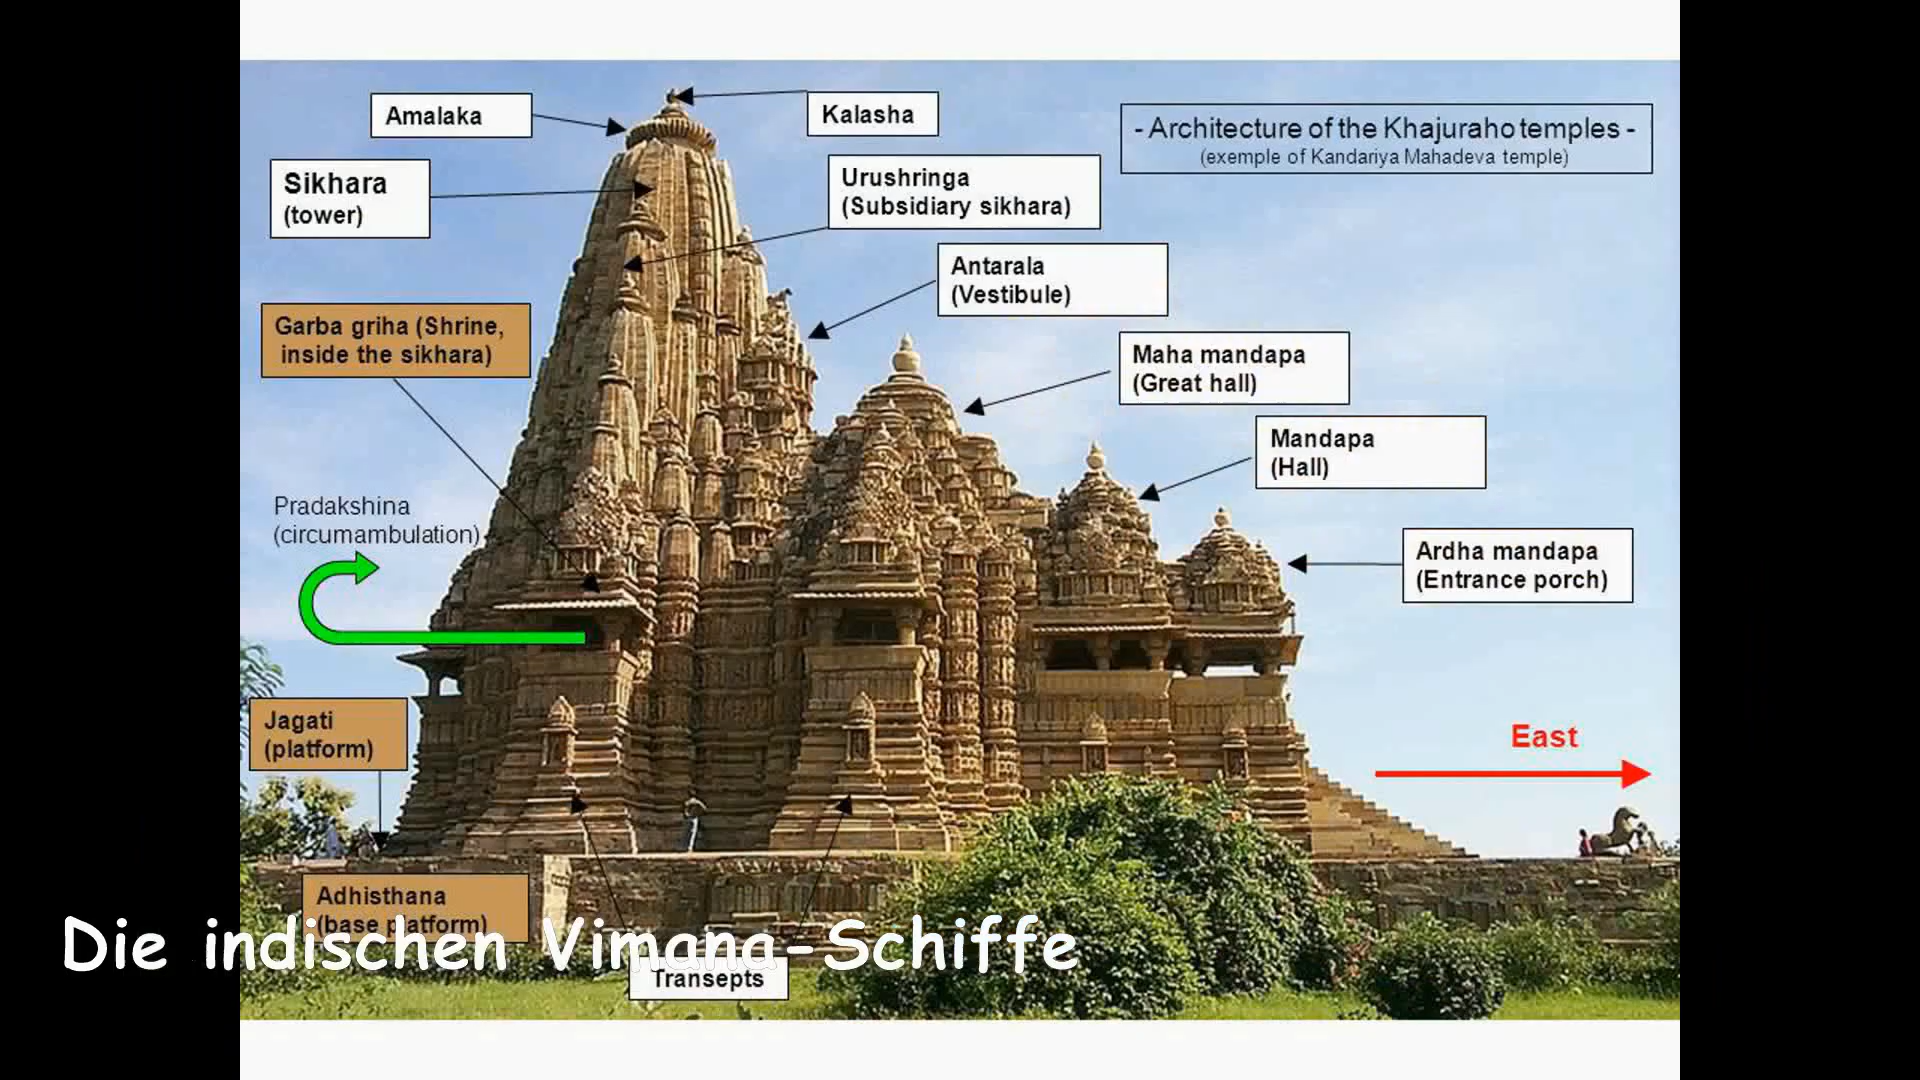 Amalaka
Kalasha
- Architecture of the Khajuraho temples -
(exemple of Kandariya Mahadeva temple)
Sikhara
(tower)
Urushringa
(Subsidiary sikhara)
Antarala
(Vestibule)
Garba griha (Shrine,
inside the sikhara)
Maha mandapa
(Great hall)
Mandapa
(Hall)
Pradakshina
(circumambulation)
Ardha mandapa
(Entrance porch)
Jagati
(platform)
East
Adhisthana
(base platform)
Die indischen Vimana-Schiffe
Transepts